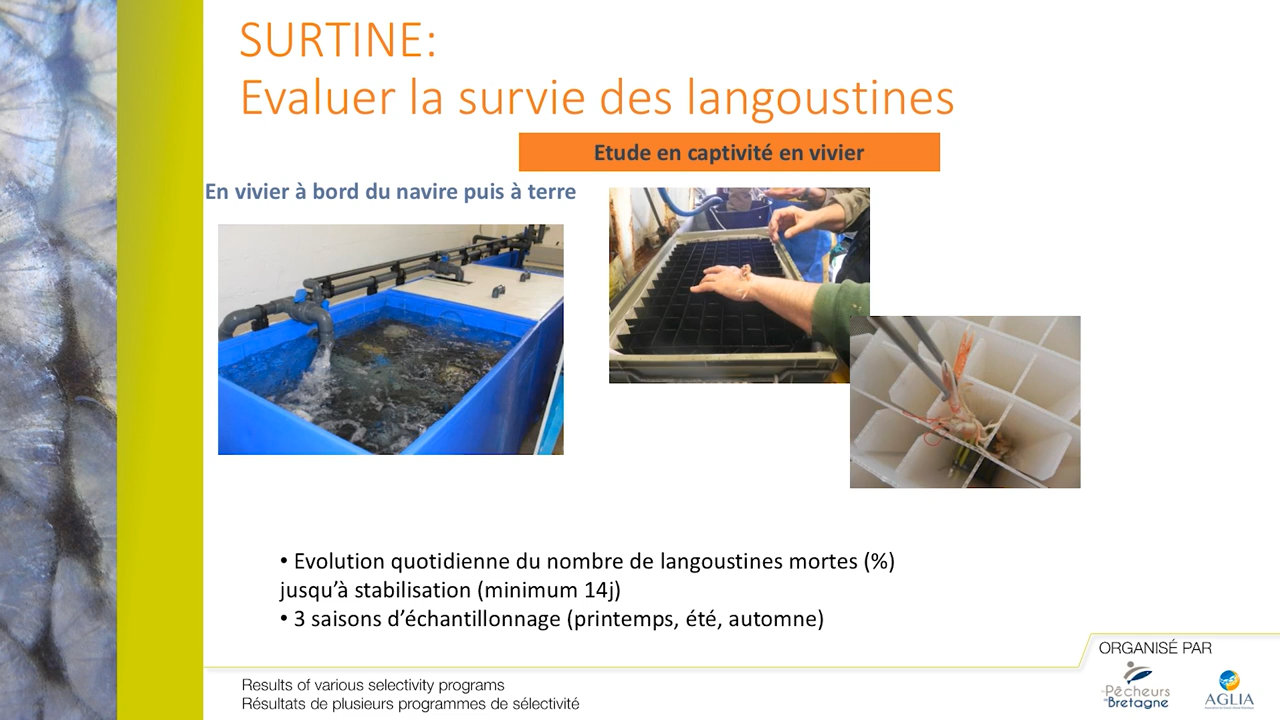 SURTINE:
Evaluer la survie des langoustines
Etude en captivité en vivier
En vivier à bord du navire puis à terre
• Evolution quotidienne du nombre de langoustines mortes (%)
jusqu'à stabilisation (minimum 14j)
• 3 saisons d'échantillonnage (printemps, été, automne)
ORGANISÉ PAR
Results of various selectivity programs
Résultats de plusieurs programmes de sélectivité
Pêcheurs
Bretagne
AGLIA